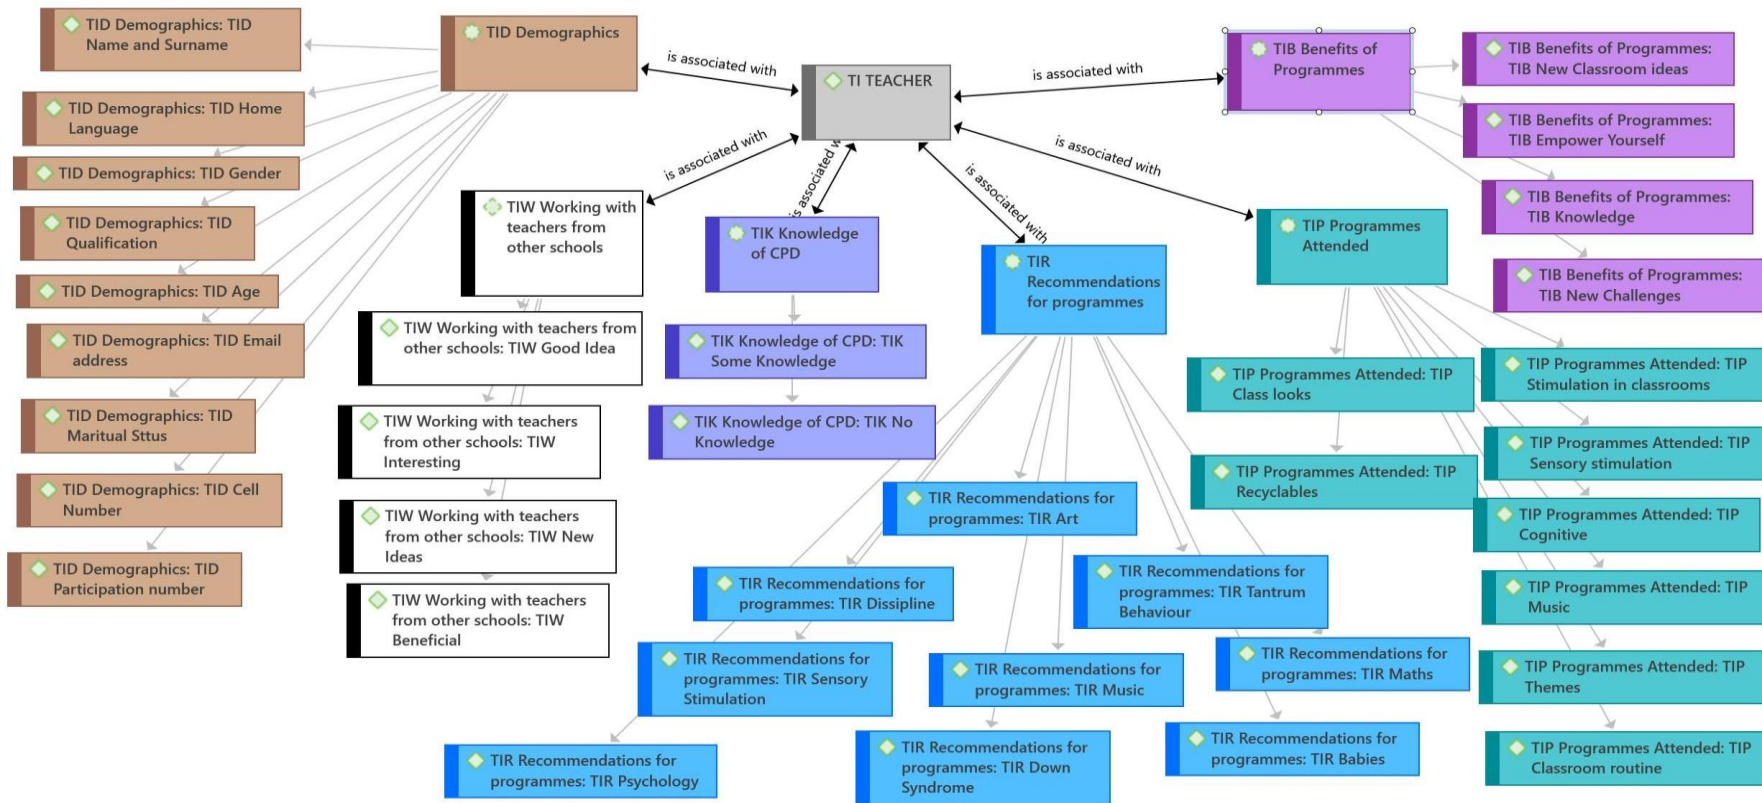 TID Demographics: TID
Name and Surname
TID Demographics
is associated with
TI TEACHER
is associated with
TIB Benefits of
Programmes
TIB Benefits of Programmes:
TIB New Classroom ideas
TID Demographics: TID Home
Language
TIB Benefits of Programmes:
TIB Empower Yourself
is associated with
is associated with
is associated with
is associated with
TID Demographics: TID Gender
TIB Benefits of Programmes:
TIB Knowledge
TID Demographics: TID
Qualification
TIW Working with
teachers from
other schools
TIK Knowledge
of CPD
TIR
Recommendations
for programmes
TIP Programmes
Attended
TIB Benefits of Programmes:
TIB New Challenges
TID Demographics: TID Age
TID Demographics: TID Email
address
TIW Working with teachers from
other schools: TIW Good Idea
TIK Knowledge of CPD: TIK
Some Knowledge
TIP Programmes Attended: TIP
Class looks
TIP Programmes Attended: TIP
Stimulation in classrooms
TID Demographics: TID
Maritual Sttus
TIW Working with teachers
from other schools: TIW
Interesting
TIK Knowledge of CPD: TIK No
Knowledge
TIP Programmes Attended: TIP
Recyclables
TIP Programmes Attended: TIP
Sensory stimulation
TID Demographics: TID Cell
Number
TIW Working with teachers
from other schools: TIW New
Ideas
TIR Recommendations for
programmes: TIR Art
TIP Programmes Attended: TIP
Cognitive
TID Demographics: TID
Participation number
TIW Working with teachers
from other schools: TIW
Beneficial
TIR Recommendations for
programmes: TIR Dissipline
TIR Recommendations for
programmes: TIR Tantrum
Behaviour
TIP Programmes Attended: TIP
Music
TIR Recommendations for
programmes: TIR Sensory
Stimulation
TIR Recommendations for
programmes: TIR Music
TIR Recommendations for
programmes: TIR Maths
TIP Programmes Attended: TIP
Themes
TIR Recommendations for
programmes: TIR Psychology
TIR Recommendations for
programmes: TIR Down
Syndrome
TIR Recommendations for
programmes: TIR Babies
TIP Programmes Attended: TIP
Classroom routine